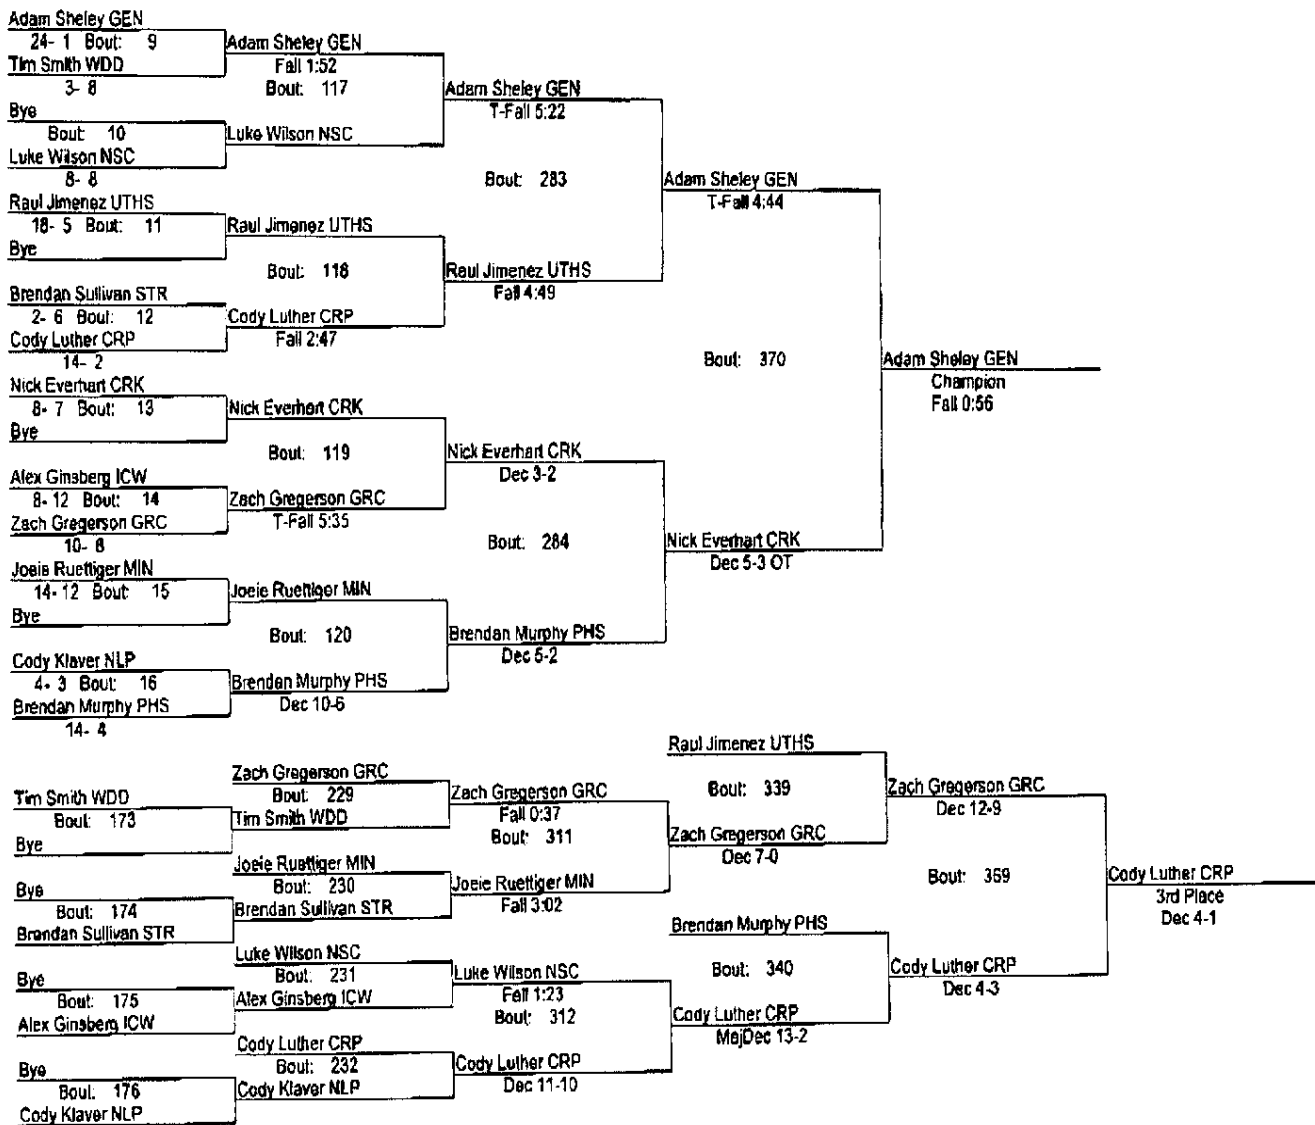 Adam Sheley GEN
24- 1 Bout: 9
Tim Smith WDD
3- 8
Bye
Bout: 10
Luke Wilson NSC
8- 8
Raul Jimenez UTHS
18- 5 Bout: 11
Bye
Brendan Sullivan STR
2- 6 Bout: 12
Cody Luther CRP
14- 2
Nick Everhart CRK
8- 7 Bout: 13
Bye
Alex Ginsberg ICW
8- 12 Bout: 14
Zach Gregerson GRC
10- 8
Joeie Ruettiger MIN
14- 12 Bout: 15
Bye
Cody Klaver NLP
4- 3 Bout: 16
Brendan Murphy PHS
14- 4
Adam Sheley GEN
Fall 1:52
Bout: 117
Luke Wilson NSC
Raul Jimenez UTHS
Bout: 118
Cody Luther CRP
Fall 2:47
Nick Everhart CRK
Bout: 119
Zach Gregerson GRC
T-Fall 5:35
Joeie Ruettiger MIN
Bout: 120
Brendan Murphy PHS
Dec 10-6
Adam Sheley GEN
T-Fall 5:22
Bout: 283
Raul Jimenez UTHS
Fall 4:49
Nick Everhart CRK
Dec 3-2
Bout: 284
Brendan Murphy PHS
Dec 5-2
Adam Sheley GEN
T-Fall 4:44
Bout: 370
Nick Everhart CRK
Dec 5-3 OT
Adam Sheley GEN
Champion
Fall 0:56
Tim Smith WDD
Bout: 173
Bye
Bye
Bout: 174
Brendan Sullivan STR
Bye
Bout: 175
Alex Ginsberg ICW
Bye
Bout: 176
Cody Klaver NLP
Zach Gregerson GRC
Bout: 229
Tim Smith WDD
Joeie Ruettiger MIN
Bout: 230
Brendan Sullivan STR
Luke Wilson NSC
Bout: 231
Alex Ginsberg ICW
Cody Luther CRP
Bout: 232
Cody Klaver NLP
Zach Gregerson GRC
Fall 0:37
Bout: 311
Joeie Ruettiger MIN
Fall 3:02
Luke Wilson NSC
Fall 1:23
Bout: 312
Cody Luther CRP
Dec 11-10
Raul Jimenez UTHS
Bout: 339
Zach Gregerson GRC
Dec 7-0
Brendan Murphy PHS
Bout: 340
Cody Luther CRP
MajDec 13-2
Zach Gregerson GRC
Dec 12-9
Bout: 369
Cody Luther CRP
Dec 4-3
Cody Luther CRP
3rd Place
Dec 4-1